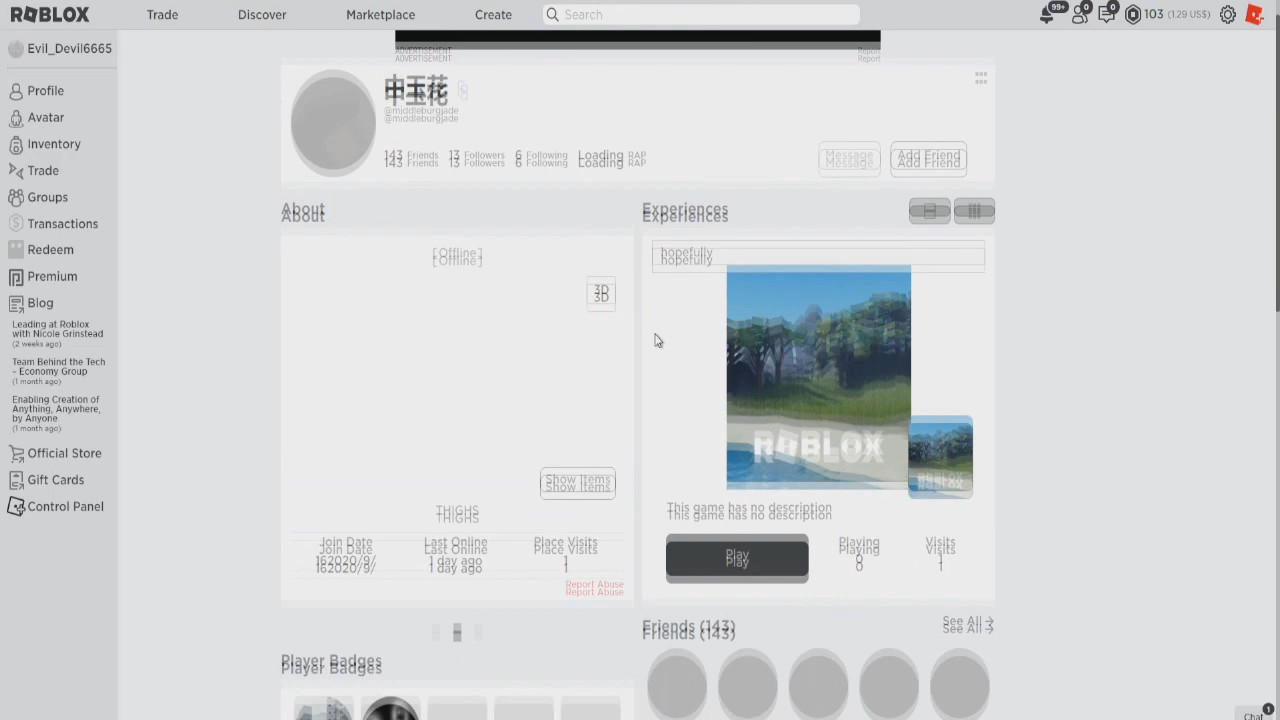 ROBLOX
Trade
Discover
Marketplace
Create
Search
99+
0
0
103 (1.29 US$)
Evil_Devil6665
Profile
Avatar
Inventory
Trade
Groups
Transactions
Redeem
Premium
Blog
Leading at Roblox
with Nicole Grinstead
(2 weeks ago)
Team Behind the Tech
– Economy Group
(1 month ago)
Enabling Creation of
Anything, Anywhere,
by Anyone
(1 month ago)
Official Store
Gift Cards
Control Panel
ADVERTISEMENT
Report
中玉花
@middleburgjade
143 Friends 13 Followers 6 Following Loading RAP
Message
Add Friend
About
[ Offline ]
3D
Show Items
THIGHS
Join Date
Last Online
Place Visits
162020/9/
1 day ago
1
Report Abuse
Player Badges
Experiences
hopefully
ROBLOX
ROBLOX
This game has no description
Play
Playing
0
Visits
1
Friends (143)
See All →
Chat
1